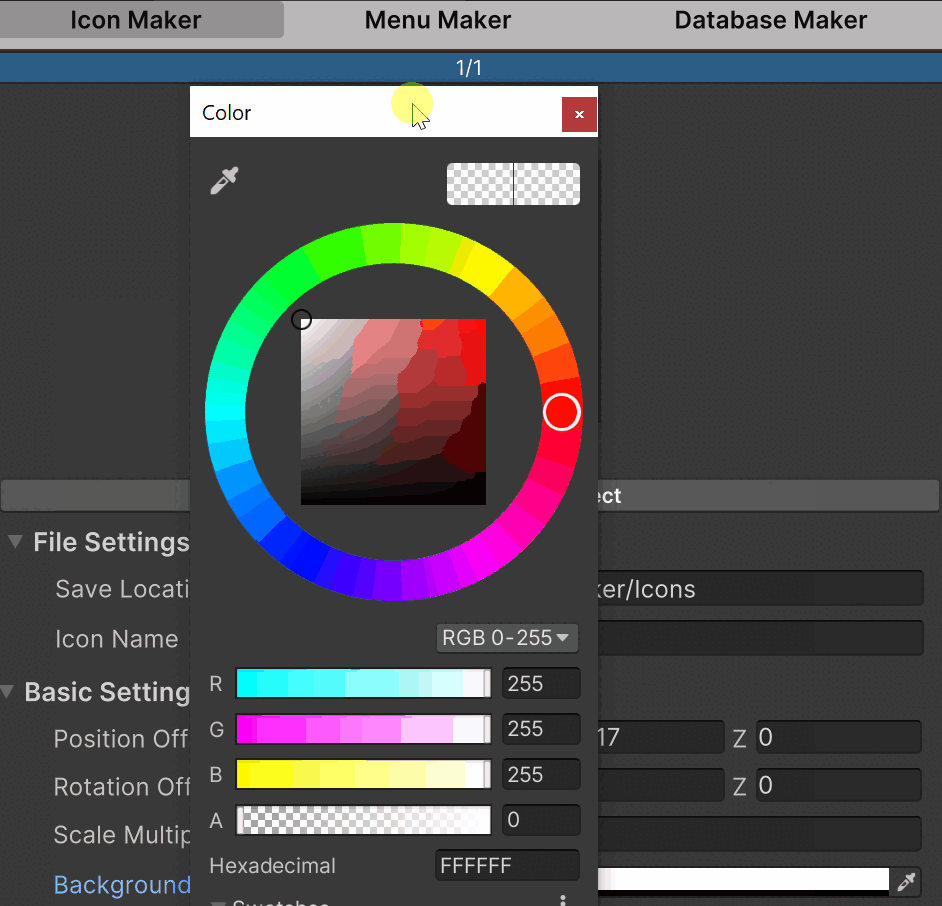 Icon Maker Menu Maker Database Maker
1/1
Color
ect
File Settings
Save Locati ker/Icons
Icon Name
RGB 0-255
Basic Setting
R 255
G 255
Position Off 17 Z 0
B 255
Rotation Off Z 0
A 0
Scale Multip
Hexadecimal FFFFFF
Background
Swatches